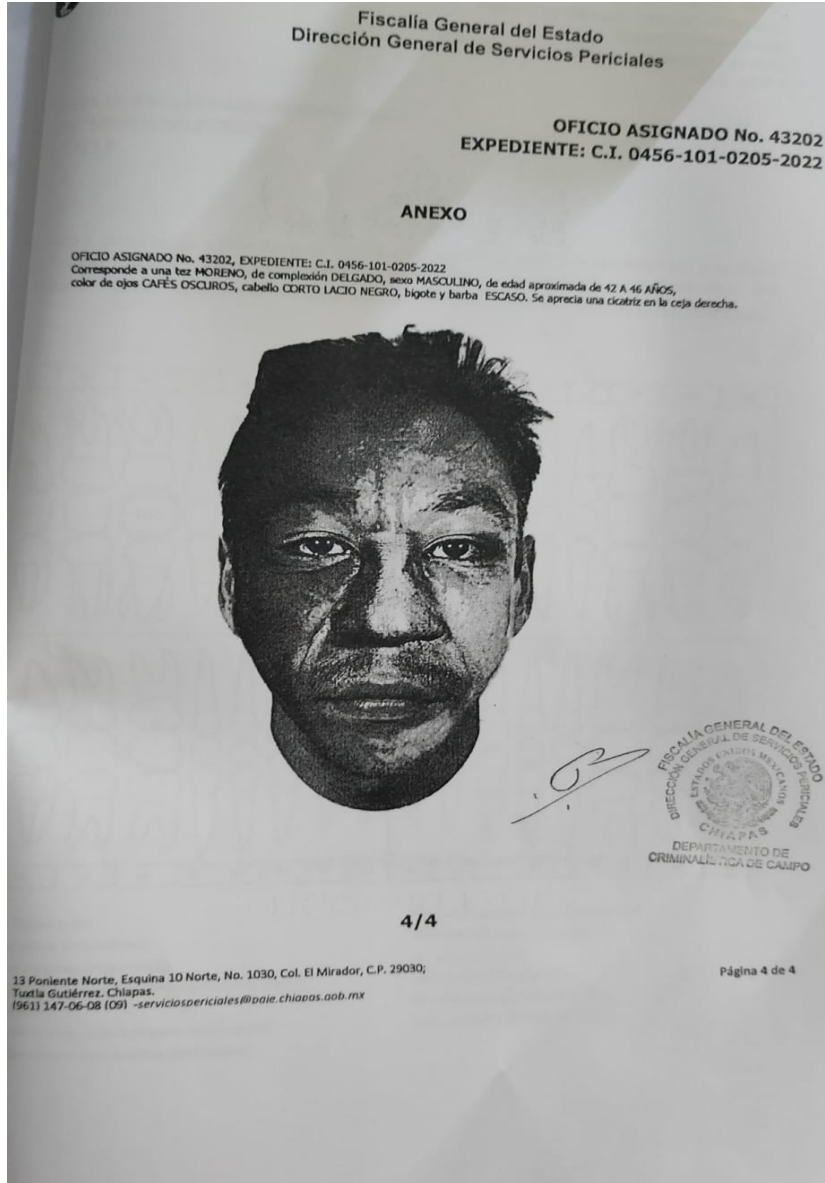 Fiscalía General del Estado
Dirección General de Servicios Periciales
OFICIO ASIGNADO No. 43202
EXPEDIENTE: C.I. 0456-101-0205-2022
ANEXO
OFICIO ASIGNADO No. 43202, EXPEDIENTE: C.I. 0456-101-0205-2022
Corresponde a una tez MORENO, de complexión DELGADO, sexo MASCULINO, de edad aproximada de 42 A 46 AÑOS,
color de ojos CAFÉS OSCUROS, cabello CORTO LACIO NEGRO, bigote y barba ESCASO. Se aprecia una cicatriz en la ceja derecha.
FISCALÍA GENERAL DEL ESTADO
DIRECCIÓN GENERAL DE SERVICIOS PERICIALES
ESTADOS UNIDOS MEXICANOS
CHIAPAS
DEPARTAMENTO DE
CRIMINALÍSTICA DE CAMPO
4/4
13 Poniente Norte, Esquina 10 Norte, No. 1030, Col. El Mirador, C.P. 29030;
Tuxtla Gutiérrez. Chiapas.
(961) 147-06-08 (09) -serviciospericiales@pgje.chiapas.gob.mx
Página 4 de 4